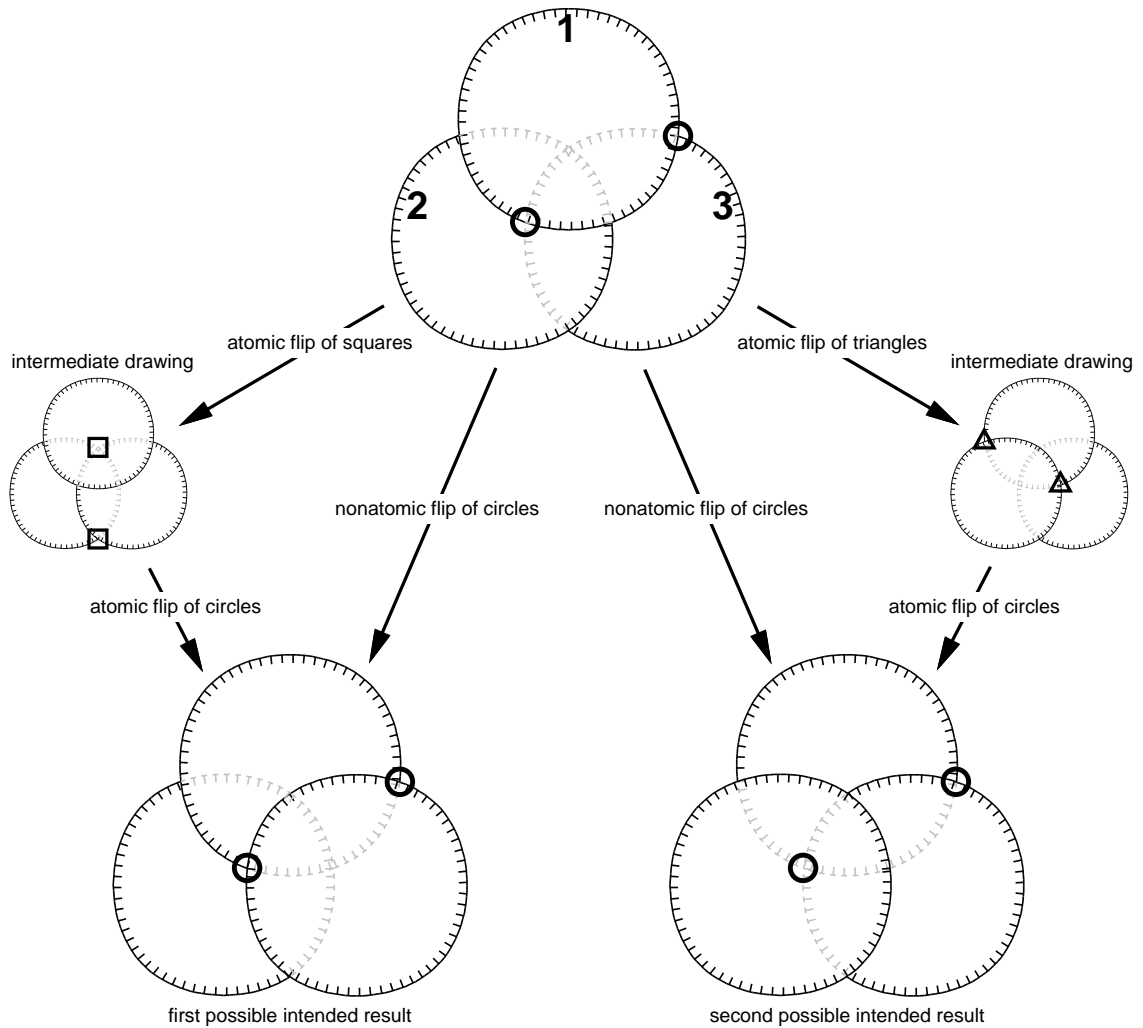 1
2
3
atomic flip of squares
atomic flip of triangles
intermediate drawing
intermediate drawing
nonatomic flip of circles
nonatomic flip of circles
atomic flip of circles
atomic flip of circles
first possible intended result
second possible intended result